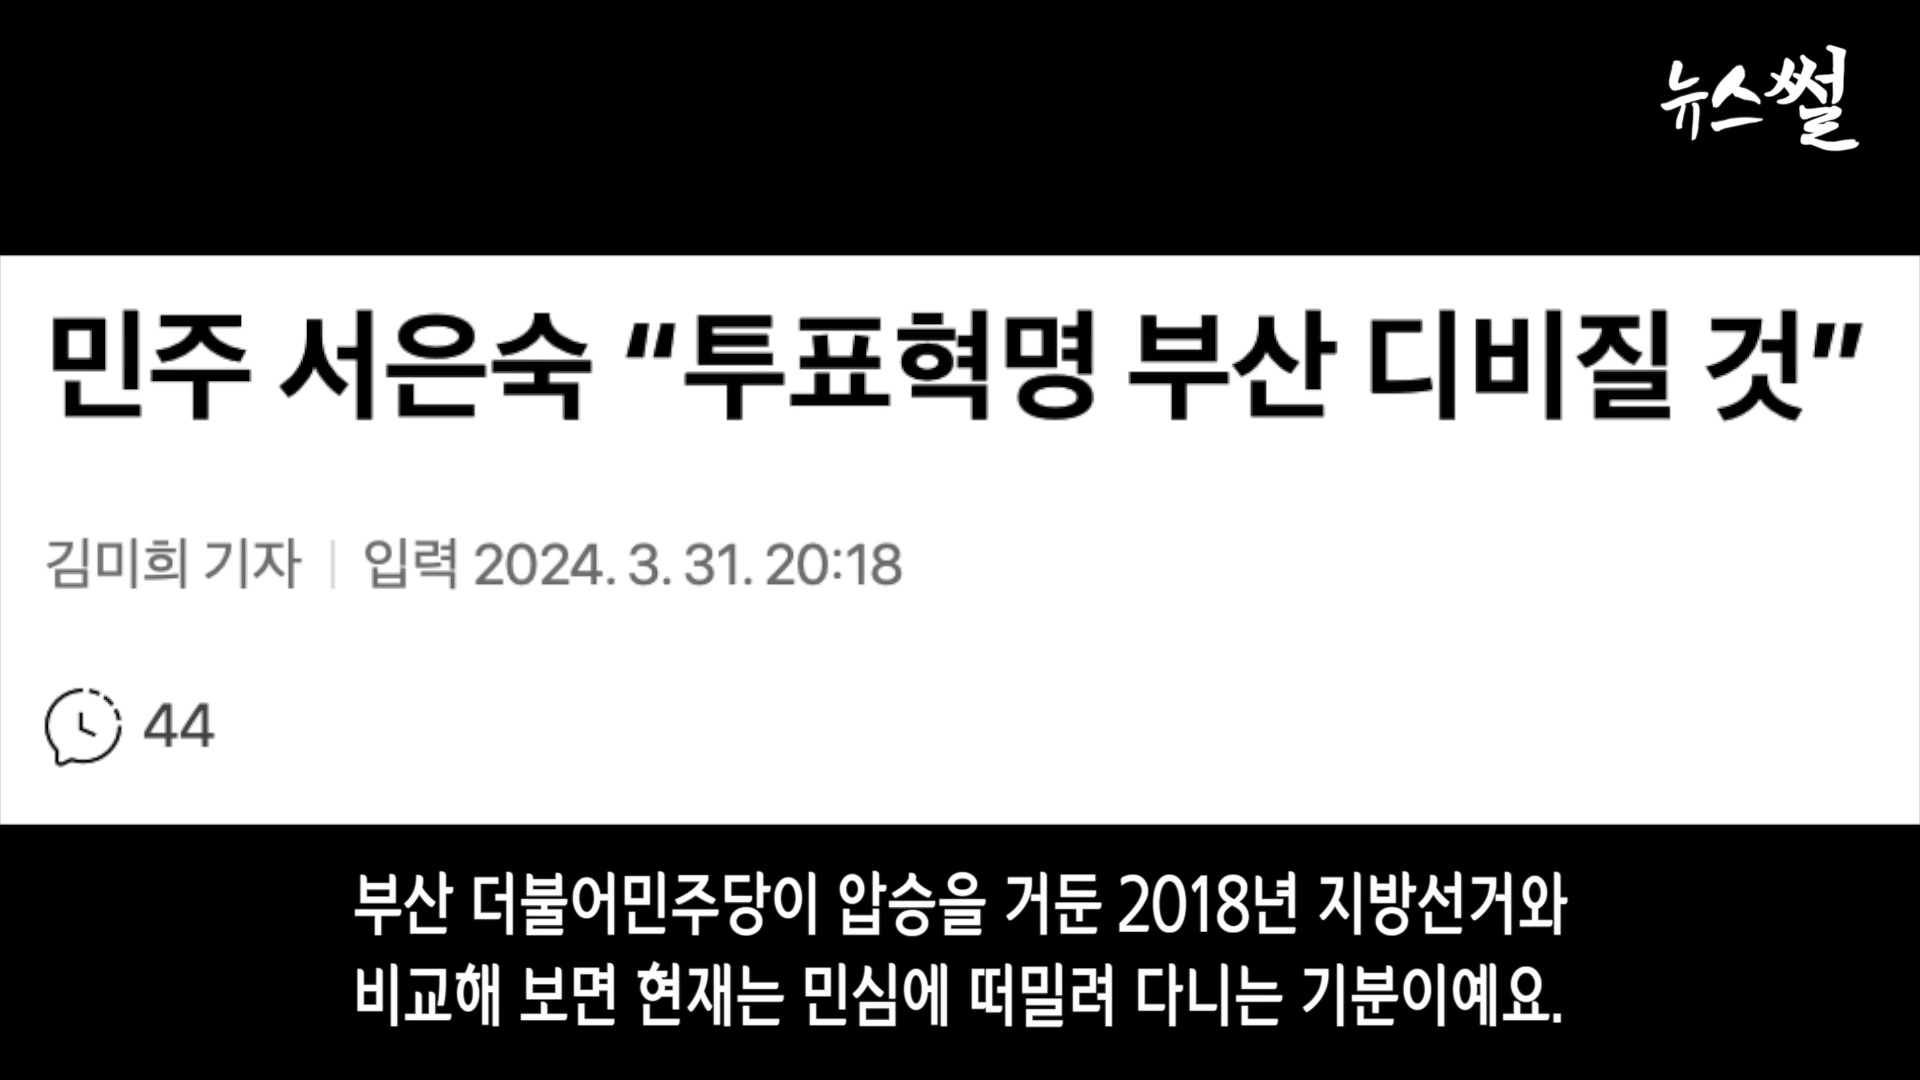 뉴스썰
민주 서은숙 “투표혁명 부산 디비질 것”
김미희 기자 | 입력 2024. 3. 31. 20:18
44
부산 더불어민주당이 압승을 거둔 2018년 지방선거와
비교해 보면 현재는 민심에 떠밀려 다니는 기분이예요.